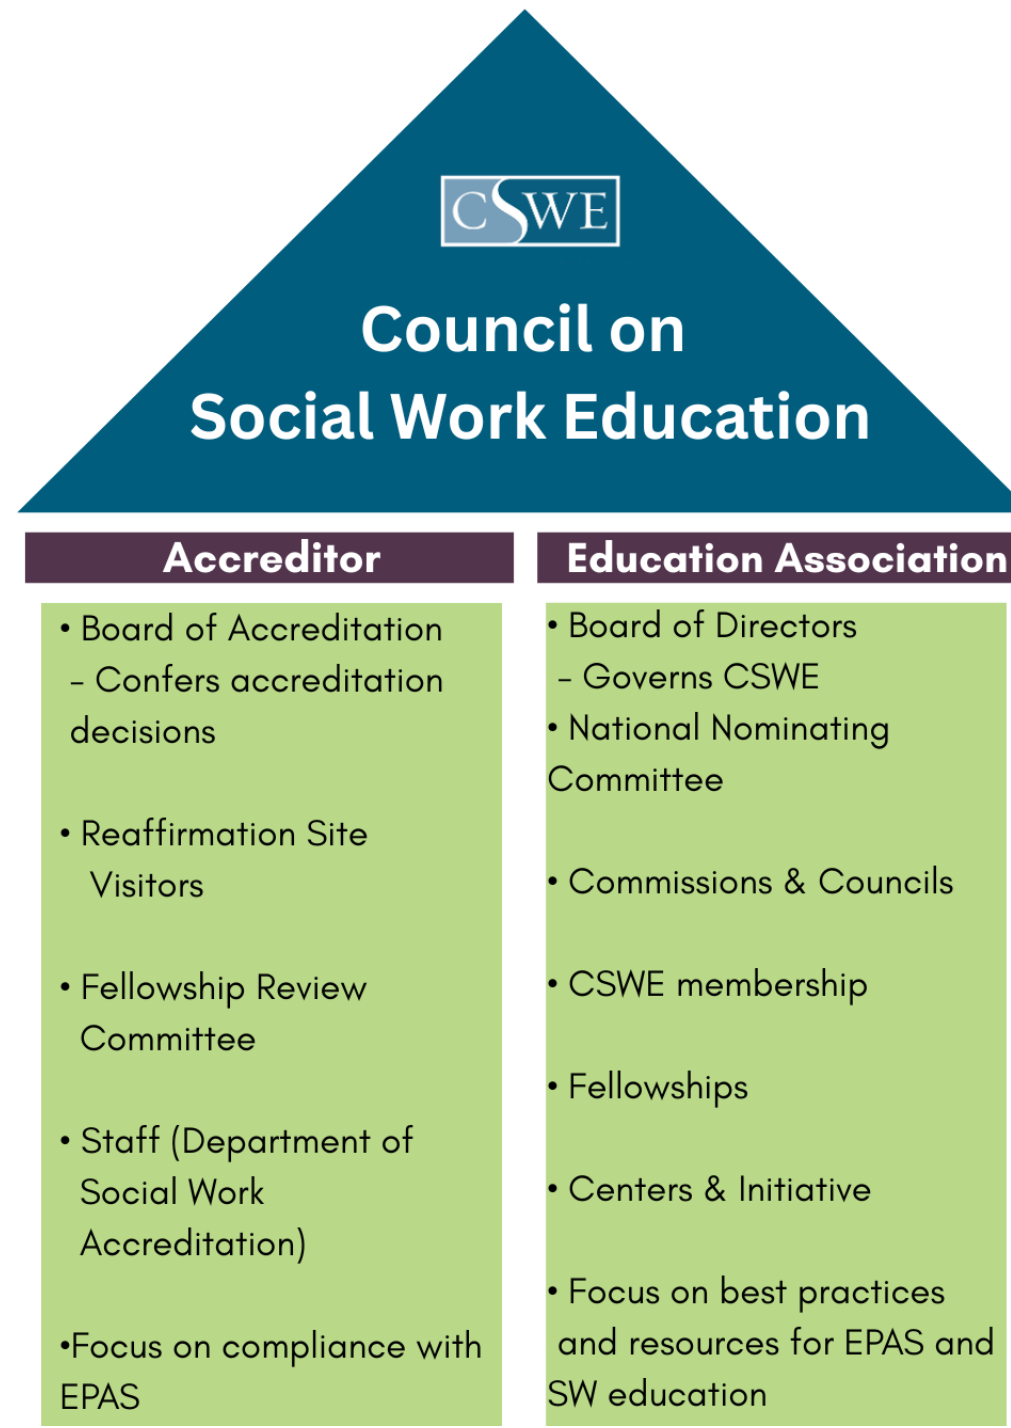 CSWE
Council on
Social Work Education
Accreditor
• Board of Accreditation
– Confers accreditation
decisions
• Reaffirmation Site
Visitors
• Fellowship Review
Committee
• Staff (Department of
Social Work
Accreditation)
•Focus on compliance with
EPAS
Education Association
• Board of Directors
– Governs CSWE
• National Nominating
Committee
• Commissions & Councils
• CSWE membership
• Fellowships
• Centers & Initiative
• Focus on best practices
and resources for EPAS and
SW education